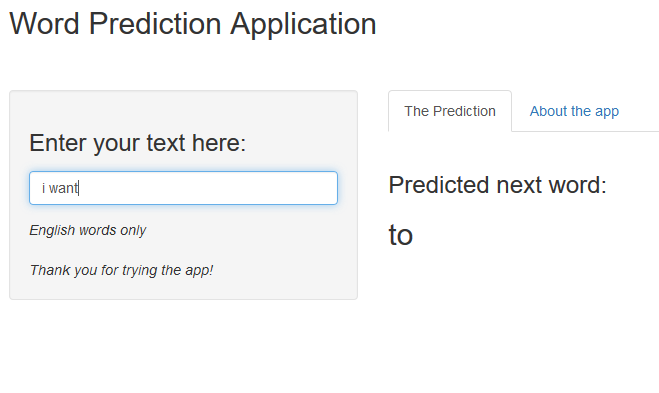 Word Prediction Application
Enter your text here:
i want
English words only
Thank you for trying the app!
The Prediction
About the app
Predicted next word:
to